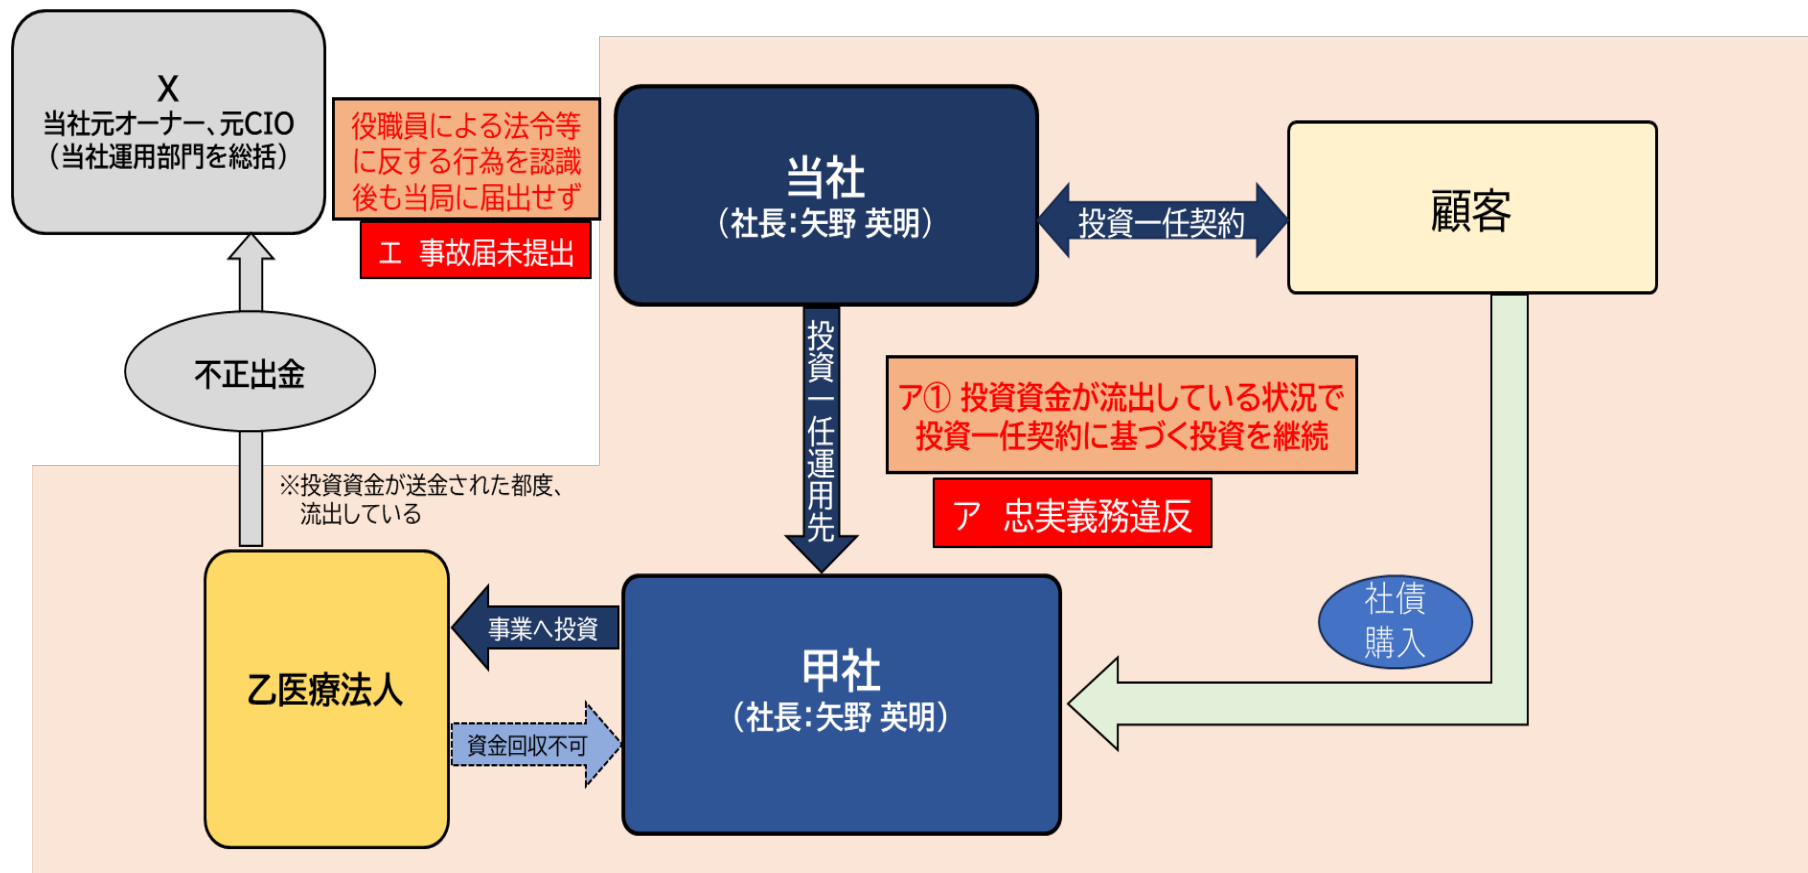 X
当社元オーナー、元CIO
（当社運用部門を総括）
役職員による法令等
に反する行為を認識
後も当局に届出せず
エ 事故届未提出
当社
（社長：矢野 英明）
投資一任契約
顧客
不正出金
投資一任運用先
ア① 投資資金が流出している状況で
投資一任契約に基づく投資を継続
ア 忠実義務違反
※投資資金が送金された都度、
流出している
乙医療法人
事業へ投資
資金回収不可
甲社
（社長：矢野 英明）
社債
購入